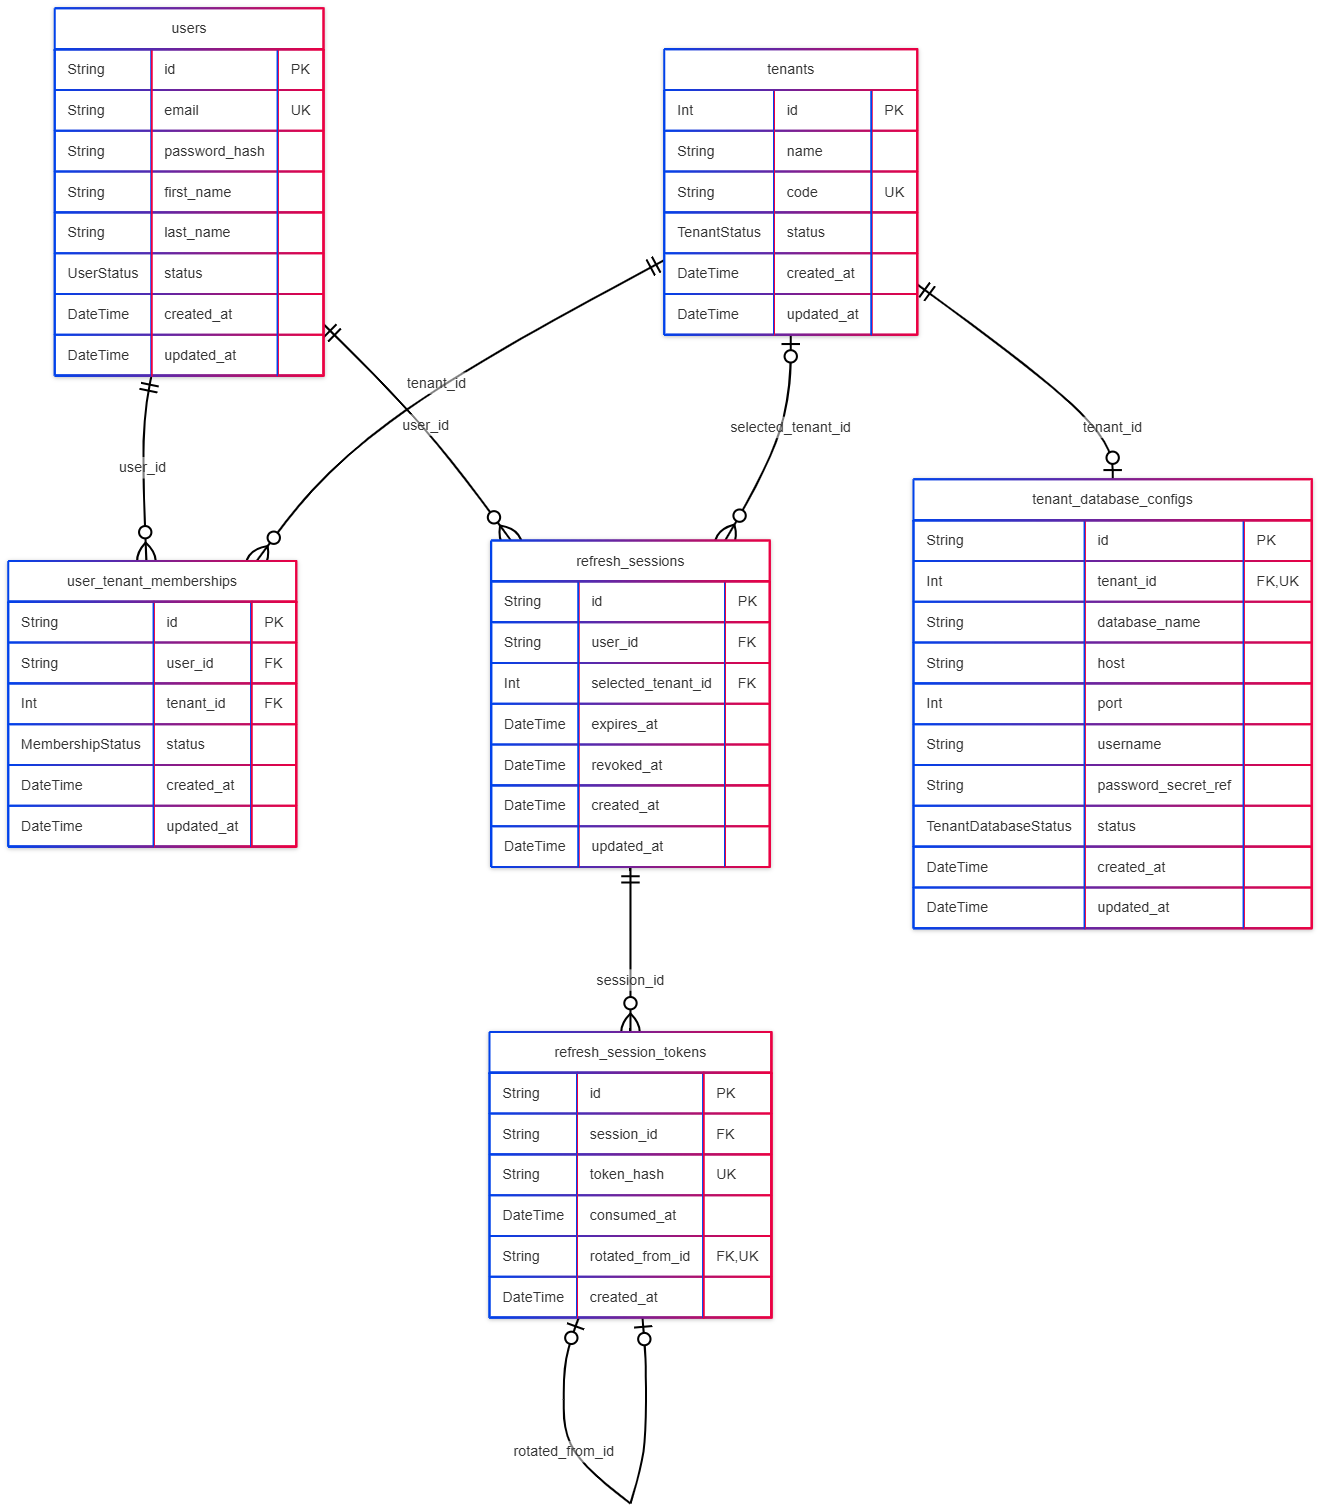 users
String id PK
String email UK
String password_hash
String first_name
String last_name
UserStatus status
DateTime created_at
DateTime updated_at
tenants
Int id PK
String name
String code UK
TenantStatus status
DateTime created_at
DateTime updated_at
tenant_id
user_id
selected_tenant_id
tenant_id
user_id
user_tenant_memberships
String id PK
String user_id FK
Int tenant_id FK
MembershipStatus status
DateTime created_at
DateTime updated_at
refresh_sessions
String id PK
String user_id FK
Int selected_tenant_id FK
DateTime expires_at
DateTime revoked_at
DateTime created_at
DateTime updated_at
tenant_database_configs
String id PK
Int tenant_id FK,UK
String database_name
String host
Int port
String username
String password_secret_ref
TenantDatabaseStatus status
DateTime created_at
DateTime updated_at
session_id
refresh_session_tokens
String id PK
String session_id FK
String token_hash UK
DateTime consumed_at
String rotated_from_id FK,UK
DateTime created_at
rotated_from_id